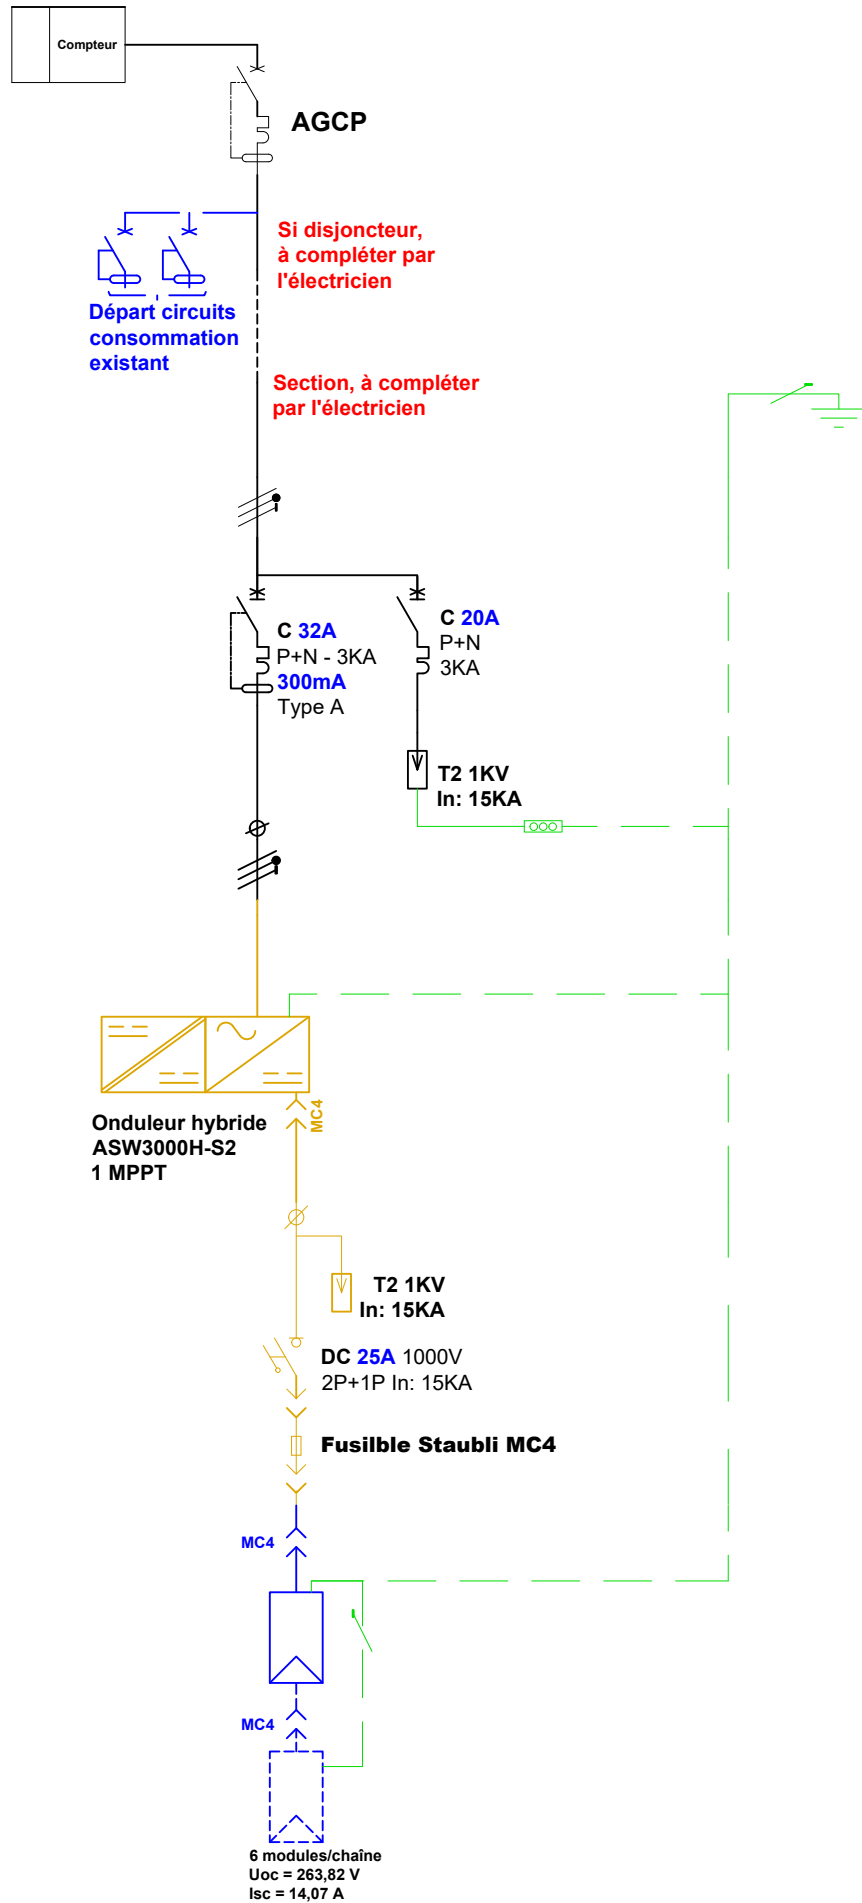 Compteur
AGCP
Si disjoncteur,
à compléter par
l'électricien
Départ circuits
consommation
existant
Section, à compléter
par l'électricien
C 32A
P+N - 3KA
300mA
Type A
C 20A
P+N
3KA
T2 1KV
In: 15KA
MC4
Onduleur hybride
ASW3000H-S2
1 MPPT
T2 1KV
In: 15KA
DC 25A 1000V
2P+1P In: 15KA
Fusilble Staubli MC4
MC4
MC4
6 modules/chaîne
Uoc = 263,82 V
Isc = 14,07 A